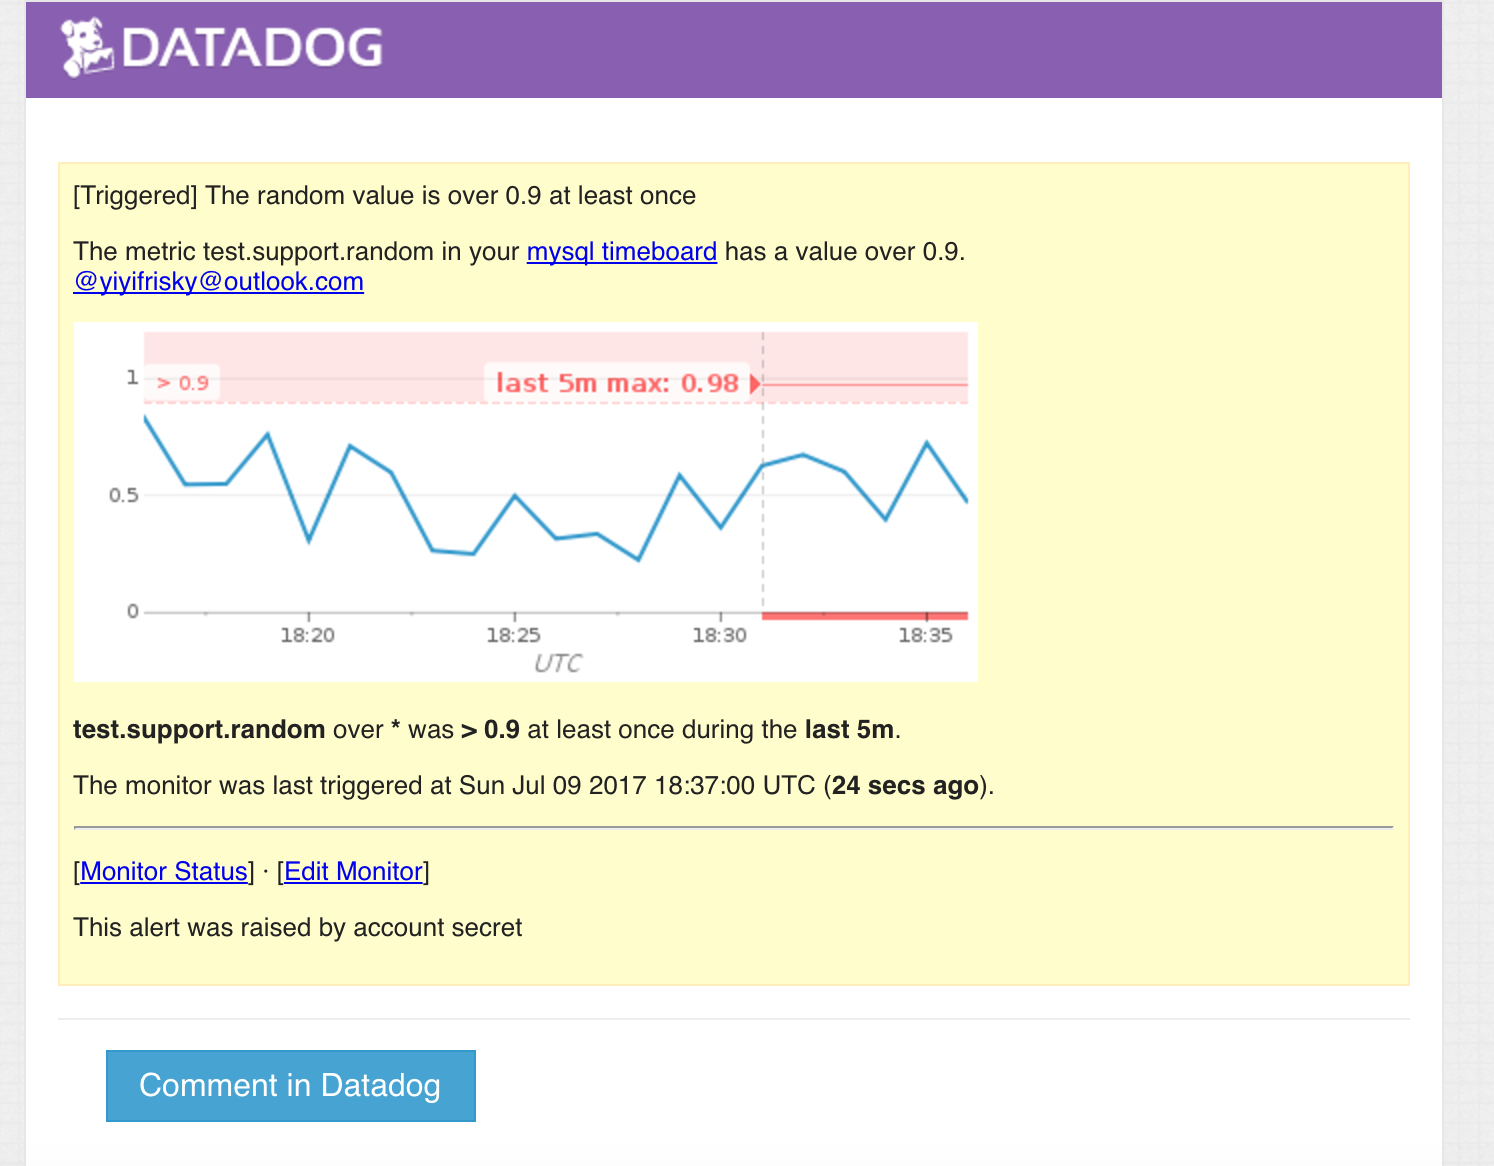 DATADOG
[Triggered] The random value is over 0.9 at least once
The metric test.support.random in your mysql timeboard has a value over 0.9.
@yiyifrisky@outlook.com
1
> 0.9
last 5m max: 0.98
0.5
0
18:20
18:25
18:30
18:35
UTC
test.support.random over * was > 0.9 at least once during the last 5m.
The monitor was last triggered at Sun Jul 09 2017 18:37:00 UTC (24 secs ago).
[Monitor Status] · [Edit Monitor]
This alert was raised by account secret
Comment in Datadog